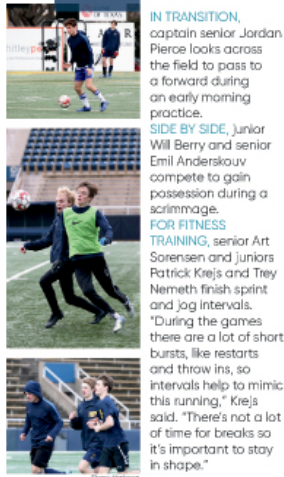 OF TEXAS
IN TRANSITION,
captain senior Jordan
Pierce looks across
the field to pass to
a forward during
an early morning
practice.
SIDE BY SIDE, junior
Will Berry and senior
Emil Anderskouv
compete to gain
possession during a
scrimmage.
FOR FITNESS
TRAINING, senior Art
Sorensen and juniors
Patrick Krejs and Trey
Nemeth finish sprint
and jog intervals.
“During the games
there are a lot of short
bursts, like restarts
and throw ins, so
intervals help to mimic
this running,” Krejs
said. “There’s not a lot
of time for breaks so
it’s important to stay
in shape.”